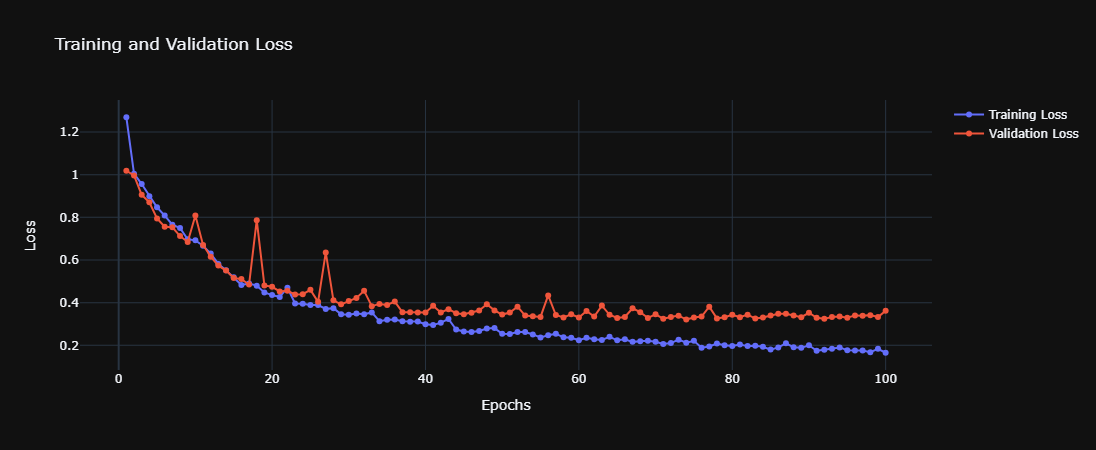 Training and Validation Loss
Training Loss
Validation Loss
1.2
1
0.8
0.6
0.4
0.2
Loss
0 20 40 60 80 100
Epochs